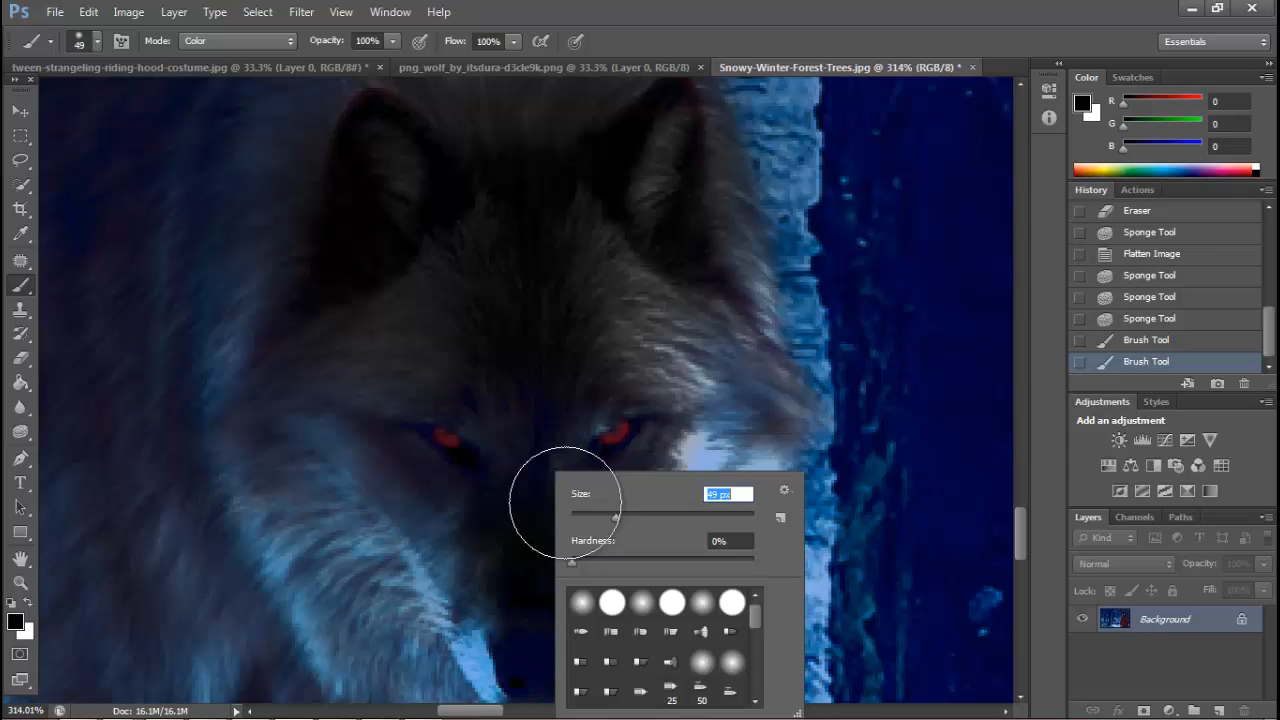 Ps File Edit Image Layer Type Select Filter View Window Help
49 Mode: Color Opacity: 100% Flow: 100% Essentials
tween-strangeling-riding-hood-costume.jpg @ 33.3% (Layer 0, RGB/8#) * × png_wolf_by_itsdura-d3cle9k.png @ 33.3% (Layer 0, RGB/8) × Snowy-Winter-Forest-Trees.jpg @ 314% (RGB/8) * ×
Color Swatches
R 0
G 0
B 0
History Actions
Eraser
Sponge Tool
Flatten Image
Sponge Tool
Sponge Tool
Sponge Tool
Brush Tool
Brush Tool
Adjustments Styles
Add an adjustment
Size: 49 px
Hardness: 0%
25 50
Layers Channels Paths
Kind
Normal Opacity: 100%
Lock: Fill: 100%
Background
314.01% Doc: 16.1M/16.1M